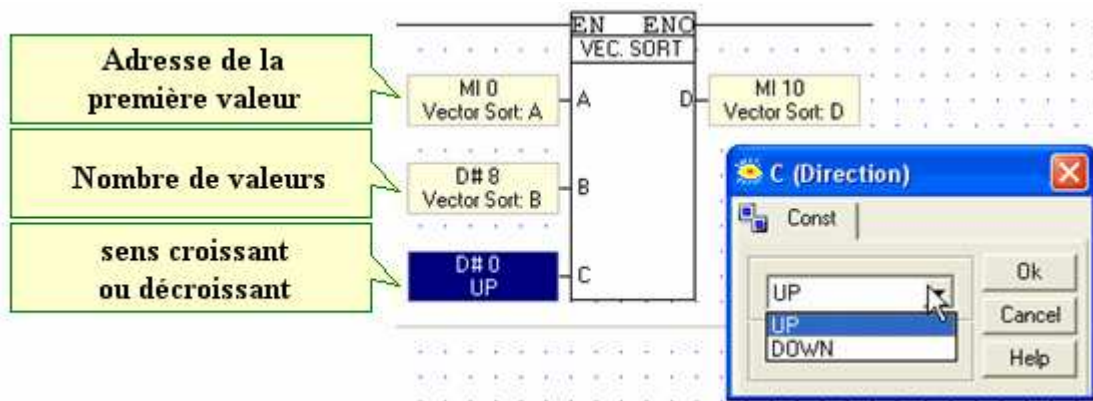 Adresse de la
première valeur
Nombre de valeurs
sens croissant
ou décroissant
EN ENO
VEC. SORT
MI 0
Vector Sort: A
A
D
MI 10
Vector Sort: D
D# 8
Vector Sort: B
B
D# 0
UP
C
C (Direction)
Const
UP
UP
DOWN
Ok
Cancel
Help